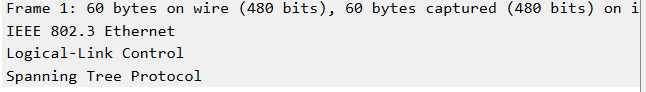 Frame 1: 60 bytes on wire (480 bits), 60 bytes captured (480 bits) on i
IEEE 802.3 Ethernet
Logical-Link Control
Spanning Tree Protocol